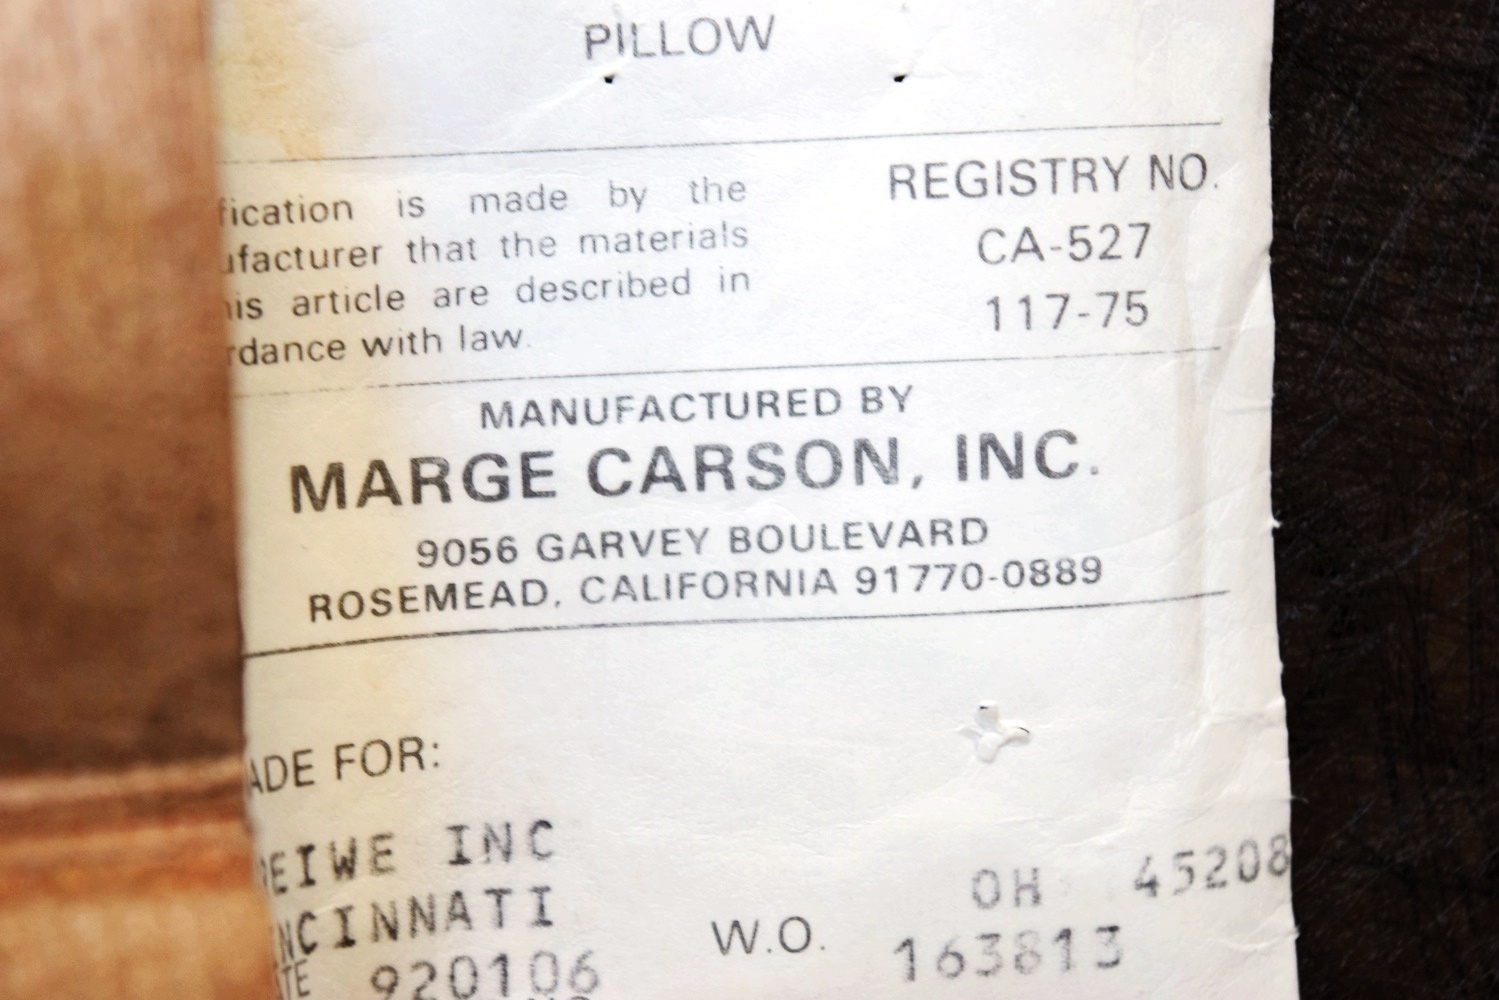 PILLOW
fication is made by the
ufacturer that the materials
his article are described in
rdance with law.
REGISTRY NO.
CA-527
117-75
MANUFACTURED BY
MARGE CARSON, INC.
9056 GARVEY BOULEVARD
ROSEMEAD, CALIFORNIA 91770-0889
ADE FOR:
EIWE INC
NCINNATI OH 45208
TE 920106 W.O. 163813